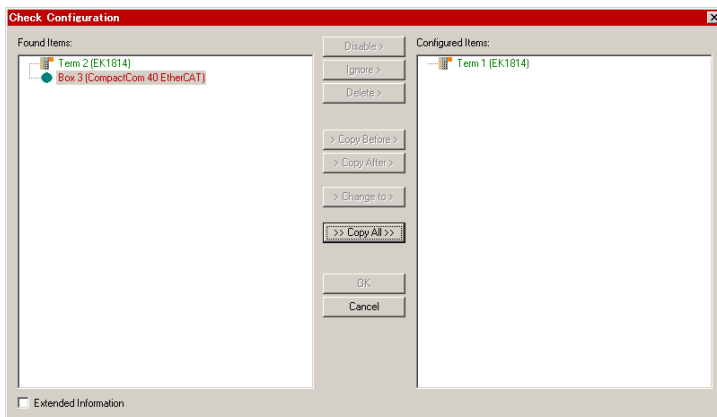 Check Configuration
Found Items:
Term 2 (EK1814)
Box 3 (CompactCom 40 EtherCAT)
Disable >
Ignore >
Delete >
> Copy Before >
> Copy After >
> Change to >
>> Copy All >>
OK
Cancel
Configured Items:
Term 1 (EK1814)
Extended Information